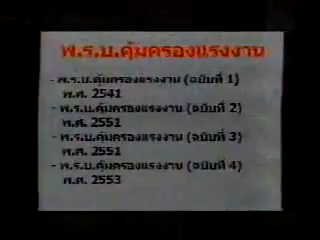 พ.ร.บ.คุ้มครองแรงงาน
- พ.ร.บ.คุ้มครองแรงงาน (ฉบับที่ 1)
พ.ศ. 2541
- พ.ร.บ.คุ้มครองแรงงาน (ฉบับที่ 2)
พ.ศ. 2551
- พ.ร.บ.คุ้มครองแรงงาน (ฉบับที่ 3)
พ.ศ. 2551
- พ.ร.บ.คุ้มครองแรงงาน (ฉบับที่ 4)
พ.ศ. 2553